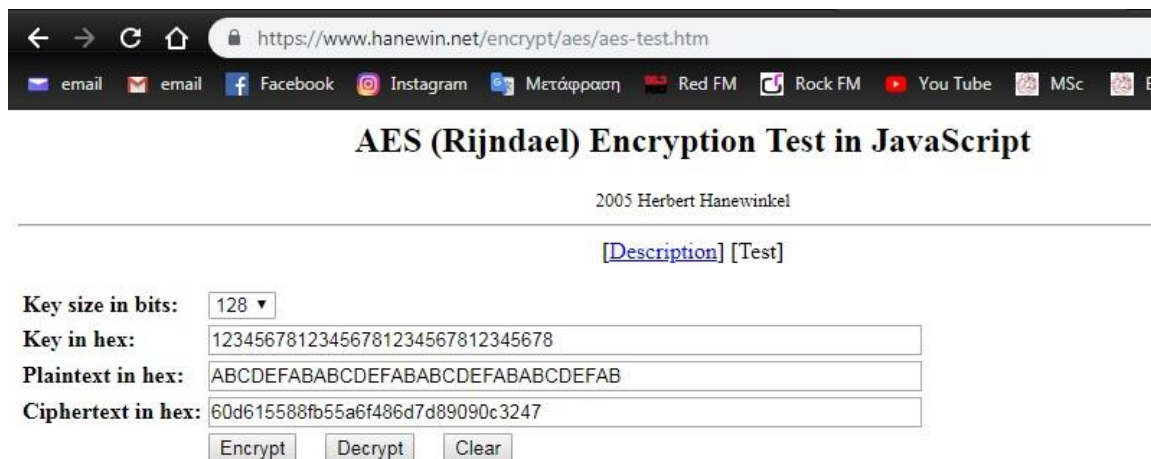 https://www.hanewin.net/encrypt/aes/aes-test.htm
email email Facebook Instagram Μετάφραση Red FM Rock FM You Tube MSc
AES (Rijndael) Encryption Test in JavaScript
2005 Herbert Hanewinkel
[Description] [Test]
Key size in bits: 128
Key in hex: 12345678123456781234567812345678
Plaintext in hex: ABCDEFABABCDEFABABCDEFABABCDEFAB
Ciphertext in hex: 60d615588fb55a6f486d7d89090c3247
Encrypt Decrypt Clear